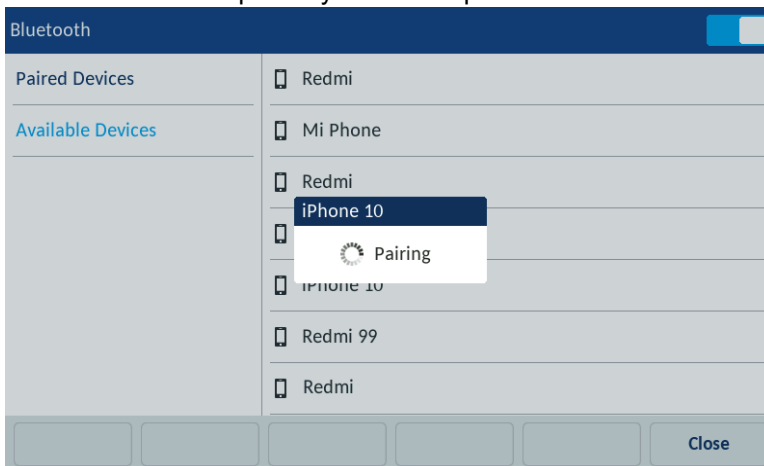 Bluetooth
Paired Devices
Available Devices
Redmi
Mi Phone
Redmi
iPhone 10
Pairing
iPhone 10
Redmi 99
Redmi
Close